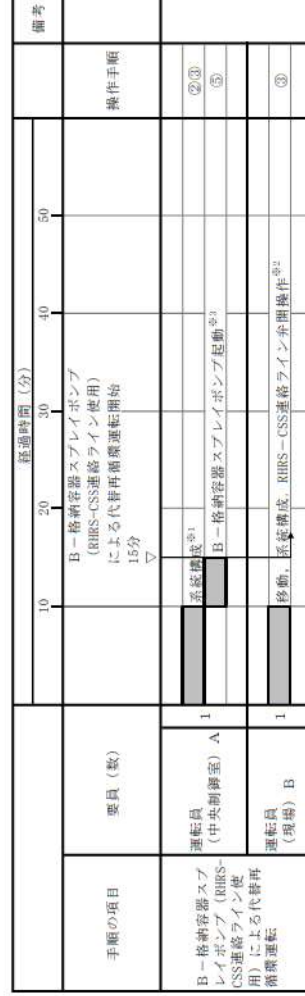 経過時間（分）
備考
10
20
30
40
50
手順の項目
要員（数）
B－格納容器スプレイポンプ
（RHRS-CSS連絡ライン使用）
による代替再循環運転開始
15分
▽
操作手順
B－格納容器スプ
レイポンプ（RHRS-
CSS連絡ライン使
用）による代替再
循環運転
運転員
（中央制御室） A
1
系統構成※1
②③
B－格納容器スプレイポンプ起動※3
⑤
運転員
（現場） B
1
移動，系統構成，RHRS－CSS連絡ライン弁開操作※2
③